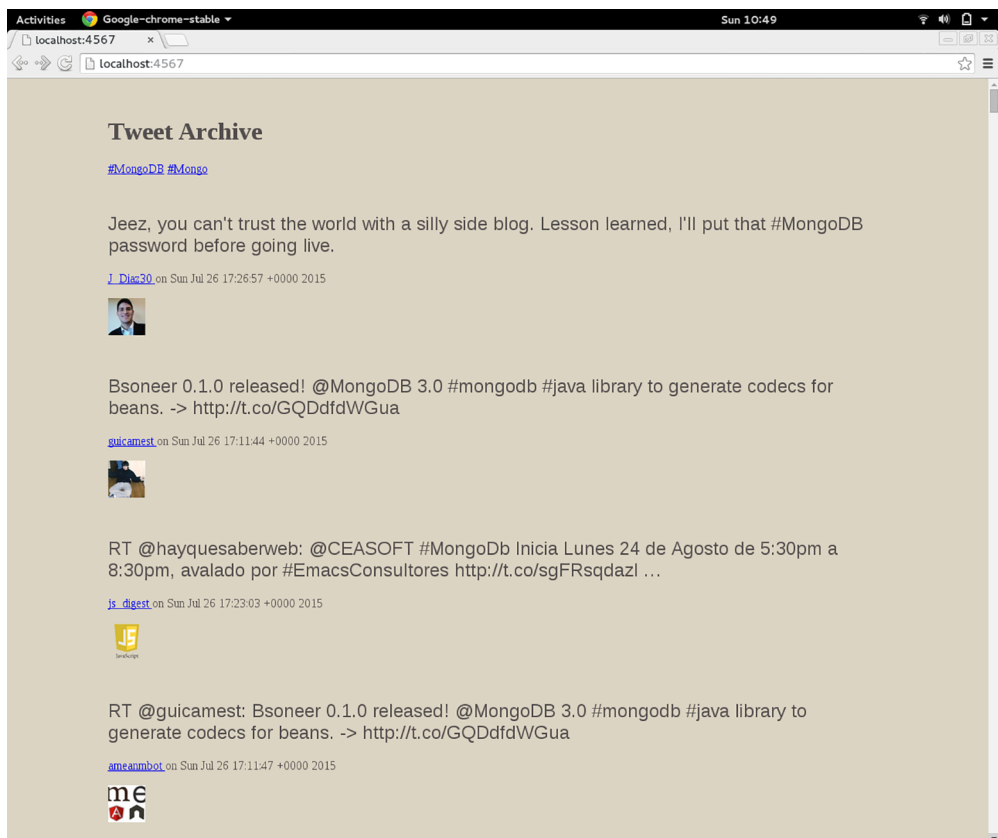 Activities Google-chrome-stable Sun 10:49
localhost:4567
localhost:4567
Tweet Archive
#MongoDB #Mongo
Jeez, you can't trust the world with a silly side blog. Lesson learned, I'll put that #MongoDB
password before going live.
J_Diaz30 on Sun Jul 26 17:26:57 +0000 2015
Bsoneer 0.1.0 released! @MongoDB 3.0 #mongodb #java library to generate codecs for
beans. -> http://t.co/GQDdfdWGua
guicamest on Sun Jul 26 17:11:44 +0000 2015
RT @hayquesaberweb: @CEASOFT #MongoDb Inicia Lunes 24 de Agosto de 5:30pm a
8:30pm, avalado por #EmacsConsultores http://t.co/sgFRsqdazl …
js_digest on Sun Jul 26 17:23:03 +0000 2015
JS
JavaScript
RT @guicamest: Bsoneer 0.1.0 released! @MongoDB 3.0 #mongodb #java library to
generate codecs for beans. -> http://t.co/GQDdfdWGua
ameanmbot on Sun Jul 26 17:11:47 +0000 2015
me
A n